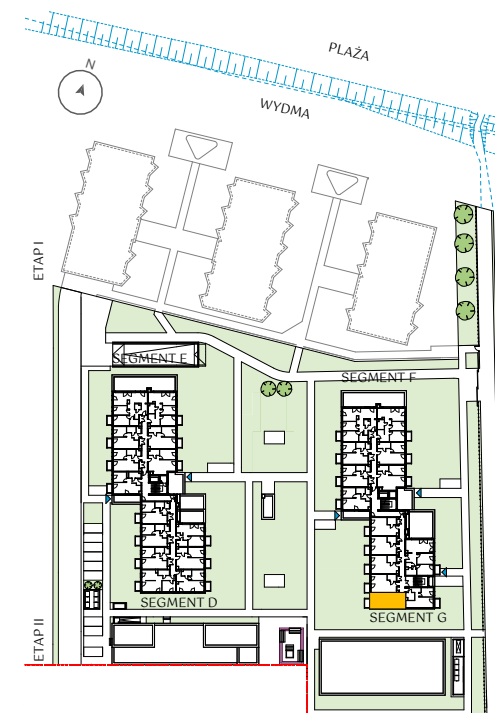 PLAŻA
N
WYDMA
ETAP I
SEGMENT E
SEGMENT F
SEGMENT D
SEGMENT G
ETAP II